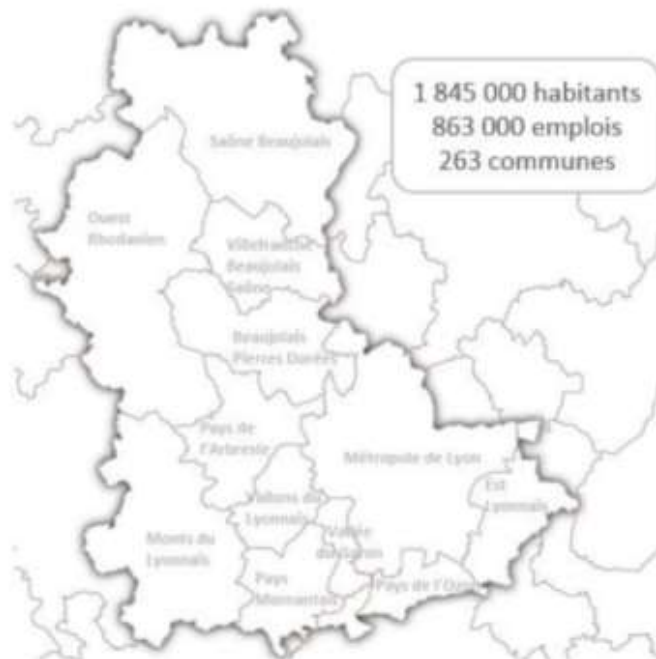 1 845 000 habitants
863 000 emplois
263 communes
Saône Beaujolais
Ouest
Rhodanien
Villefranche
Beaujolais
Saône
Beaujolais
Pierres Dorées
Pays de
l'Arbresle
Métropole de Lyon
Est
Lyonnais
Vallons du
Lyonnais
Vallée
du Garon
Monts du
Lyonnais
Pays
Mornantais
Pays de l'Ozon